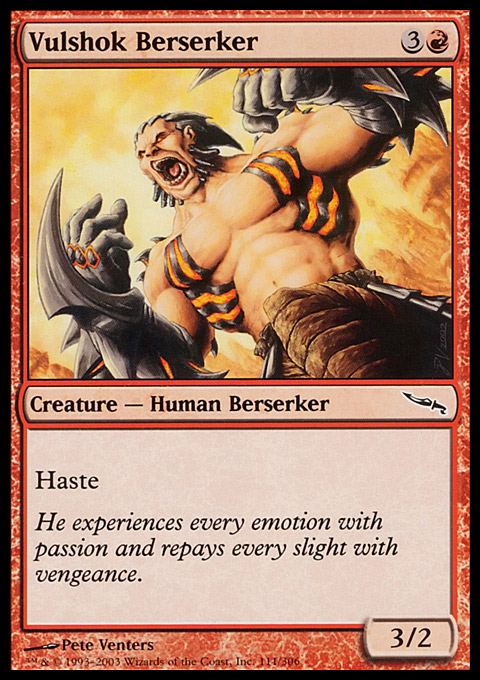 Vulshok Berserker 3
Creature — Human Berserker
Haste
He experiences every emotion with
passion and repays every slight with
vengeance.
3/2
Pete Venters
™ & © 1993–2003 Wizards of the Coast, Inc. 111/306